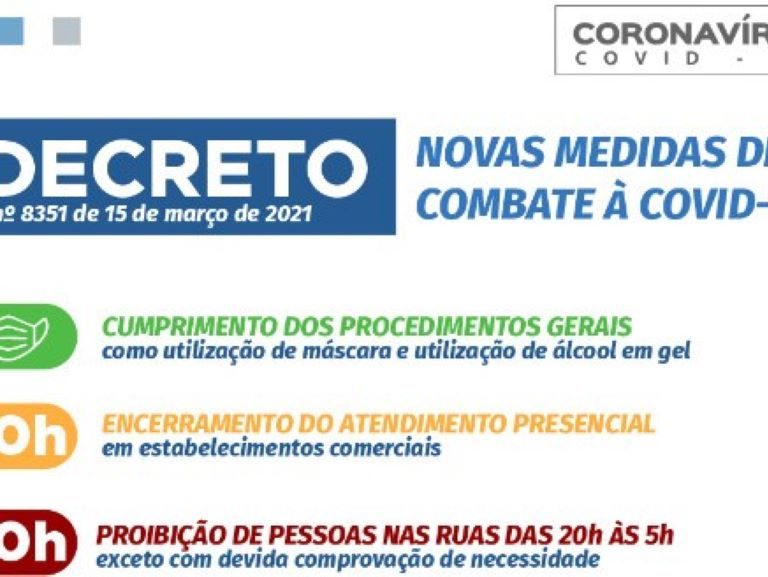 CORONAVÍR
COVID -
DECRETO
nº 8351 de 15 de março de 2021
NOVAS MEDIDAS DE
COMBATE À COVID-
CUMPRIMENTO DOS PROCEDIMENTOS GERAIS
como utilização de máscara e utilização de álcool em gel
0h
ENCERRAMENTO DO ATENDIMENTO PRESENCIAL
em estabelecimentos comerciais
0h
PROIBIÇÃO DE PESSOAS NAS RUAS DAS 20h ÀS 5h
exceto com devida comprovação de necessidade